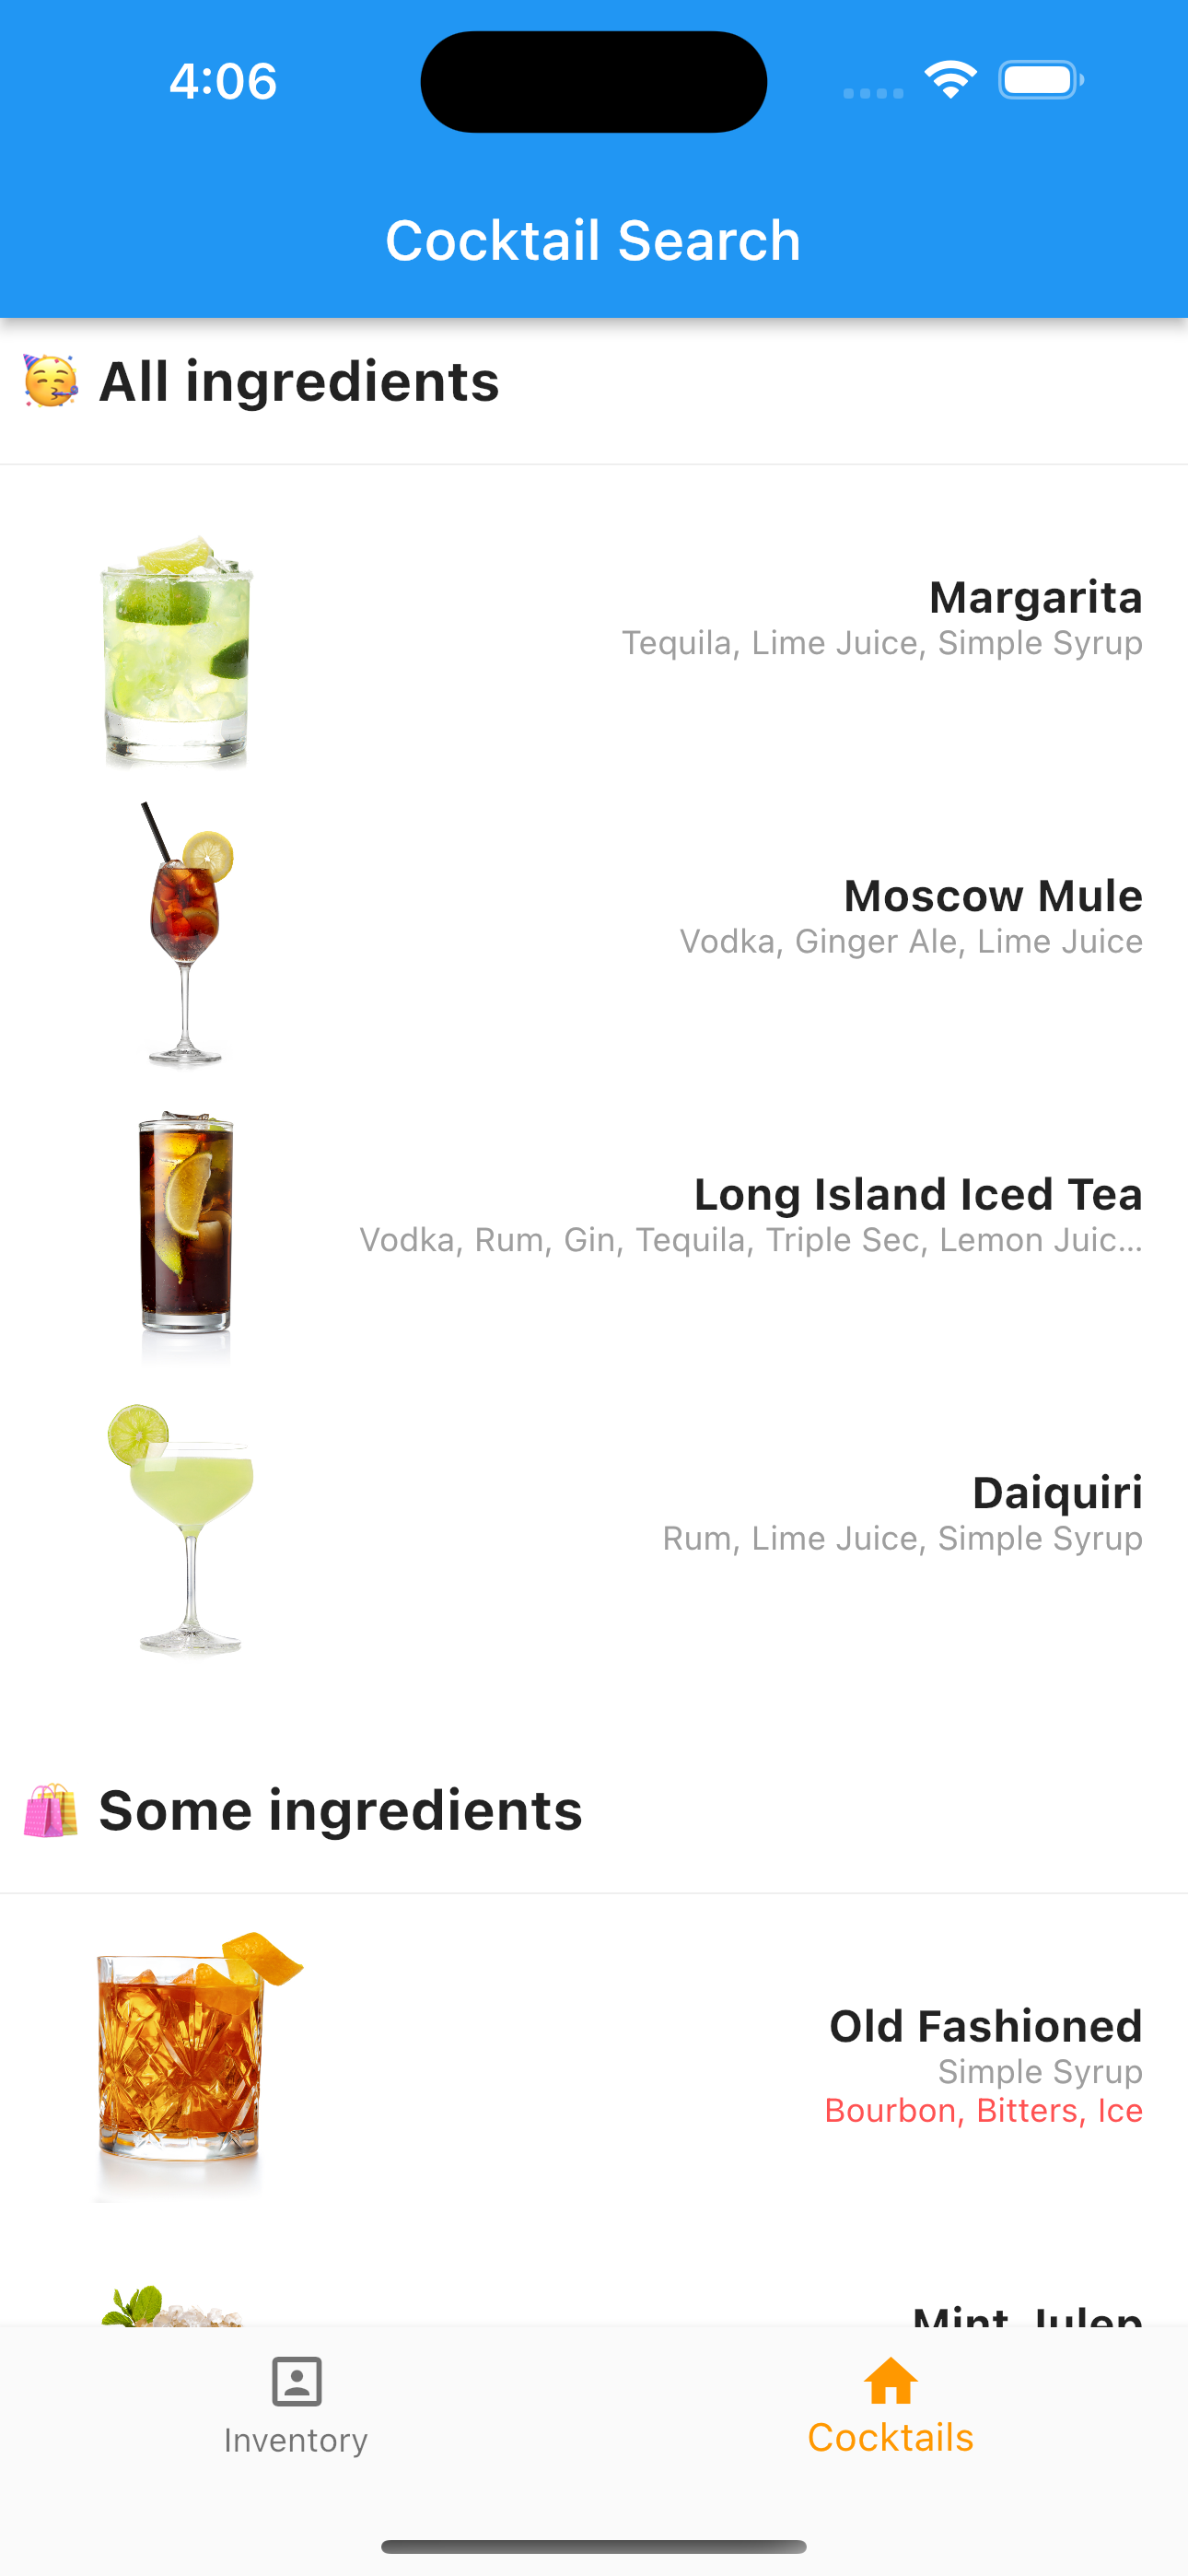 4:06
Cocktail Search
🥳 All ingredients
Margarita
Tequila, Lime Juice, Simple Syrup
Moscow Mule
Vodka, Ginger Ale, Lime Juice
Long Island Iced Tea
Vodka, Rum, Gin, Tequila, Triple Sec, Lemon Juic...
Daiquiri
Rum, Lime Juice, Simple Syrup
🛍️ Some ingredients
Old Fashioned
Simple Syrup
Bourbon, Bitters, Ice
Mint Julep
Inventory
Cocktails